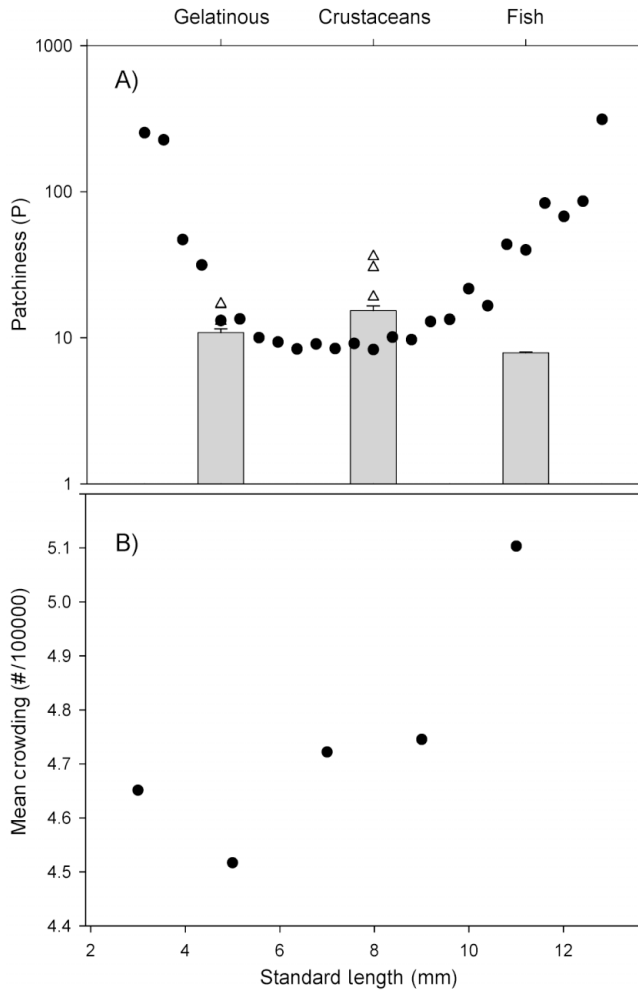 Gelatinous Crustaceans Fish
1000
A)
100
Patchiness (P)
10
1
B)
5.1
5.0
4.9
4.8
4.7
4.6
4.5
4.4
Mean crowding (#/100000)
2 4 6 8 10 12
Standard length (mm)